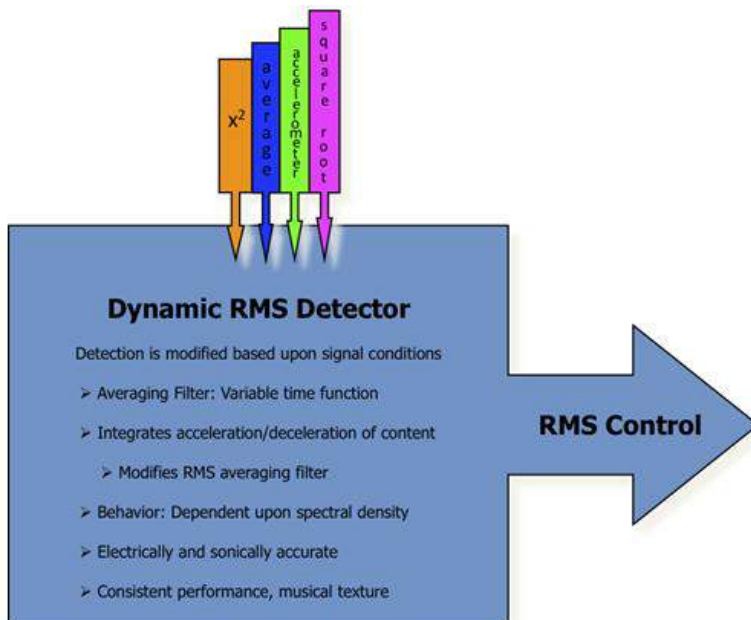 x²
average
accelerometer
square root
Dynamic RMS Detector
Detection is modified based upon signal conditions
➢ Averaging Filter: Variable time function
➢ Integrates acceleration/deceleration of content
➢ Modifies RMS averaging filter
➢ Behavior: Dependent upon spectral density
➢ Electrically and sonically accurate
➢ Consistent performance, musical texture
RMS Control